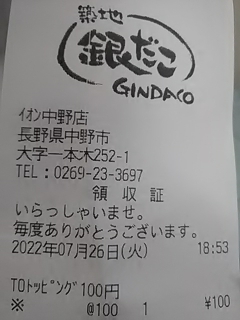 築地
銀だこ
GINDACO
イオン中野店
長野県中野市
大字一本木252-1
TEL：0269-23-3697
領 収 証
いらっしゃいませ。
毎度ありがとうございます。
2022年07月26日(火) 18:53
TOトッピング100円
※ @100 1 ¥100